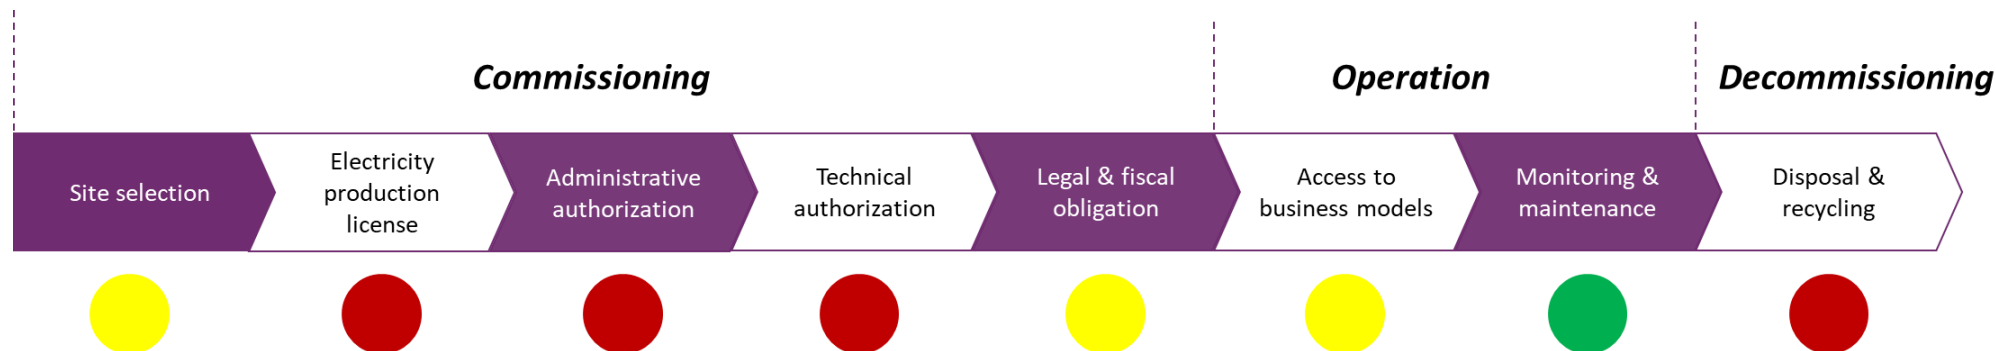 Commissioning
Operation
Decommissioning
Site selection
Electricity
production
license
Administrative
authorization
Technical
authorization
Legal & fiscal
obligation
Access to
business models
Monitoring &
maintenance
Disposal &
recycling